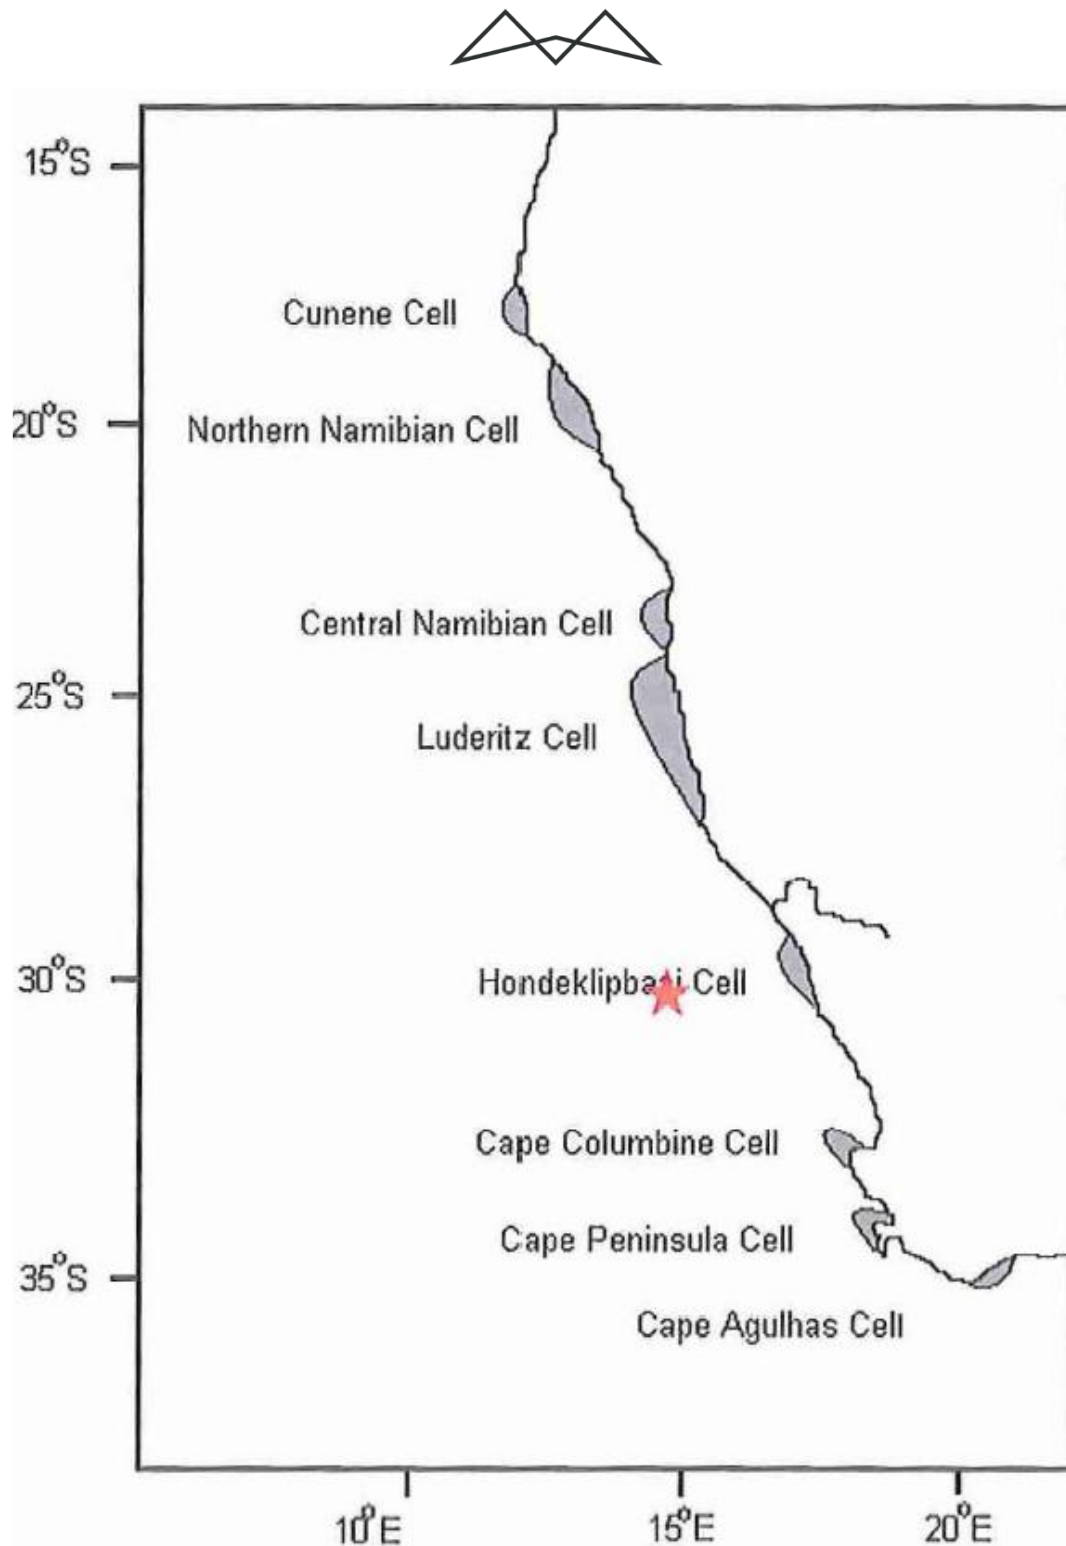 15°S
Cunene Cell
20°S
Northern Namibian Cell
Central Namibian Cell
25°S
Luderitz Cell
30°S
Cell
Cape Columbine Cell
Cape Peninsula Cell
35°S
Cape Agulhas Cell
10°E 15°E 20°E